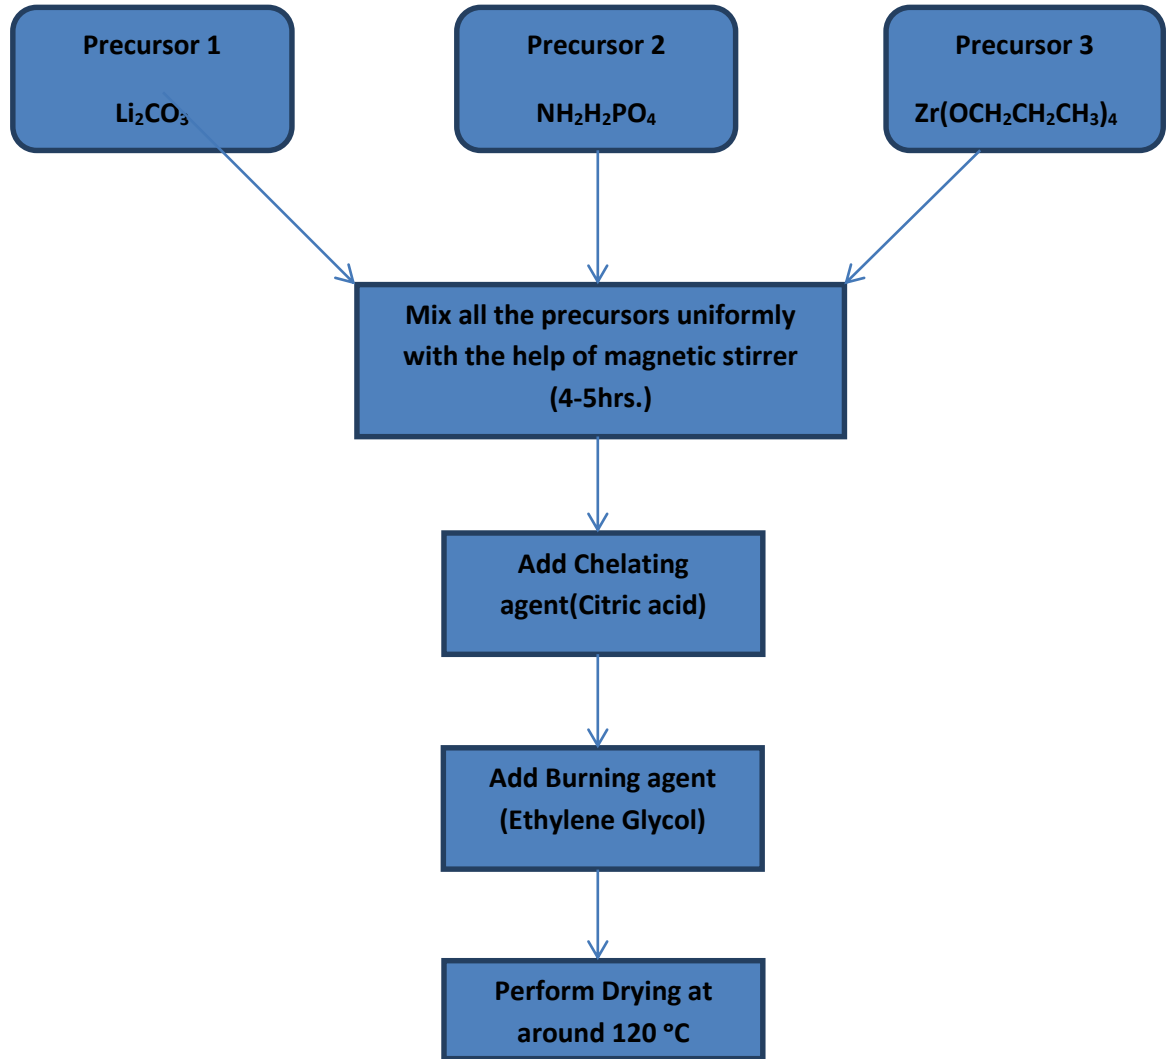 Precursor 1
Li₂CO₃
Precursor 2
NH₂H₂PO₄
Precursor 3
Zr(OCH₂CH₂CH₃)₄
Mix all the precursors uniformly
with the help of magnetic stirrer
(4-5hrs.)
Add Chelating
agent(Citric acid)
Add Burning agent
(Ethylene Glycol)
Perform Drying at
around 120 °C